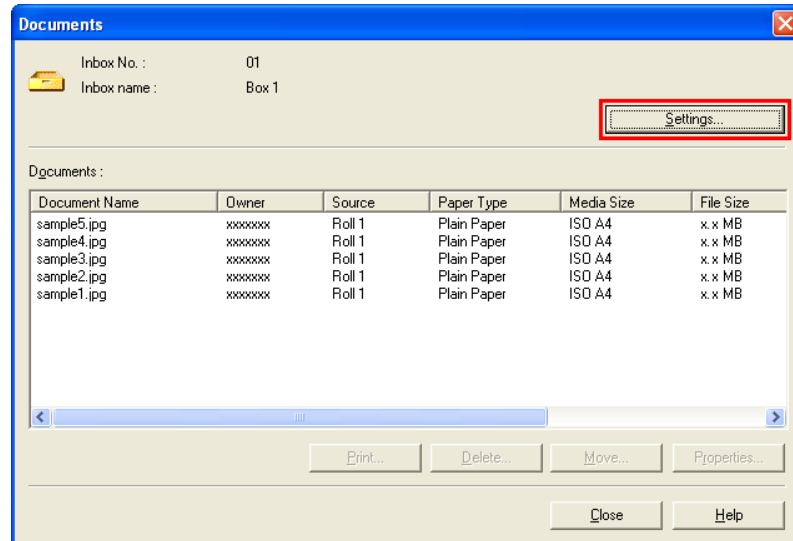 Documents
Inbox No. : 01
Inbox name : Box 1
Settings...
Documents :
Document Name Owner Source Paper Type Media Size File Size
sample5.jpg xxxxxxx Roll 1 Plain Paper ISO A4 x.x MB
sample4.jpg xxxxxxx Roll 1 Plain Paper ISO A4 x.x MB
sample3.jpg xxxxxxx Roll 1 Plain Paper ISO A4 x.x MB
sample2.jpg xxxxxxx Roll 1 Plain Paper ISO A4 x.x MB
sample1.jpg xxxxxxx Roll 1 Plain Paper ISO A4 x.x MB
Print... Delete... Move... Properties...
Close Help